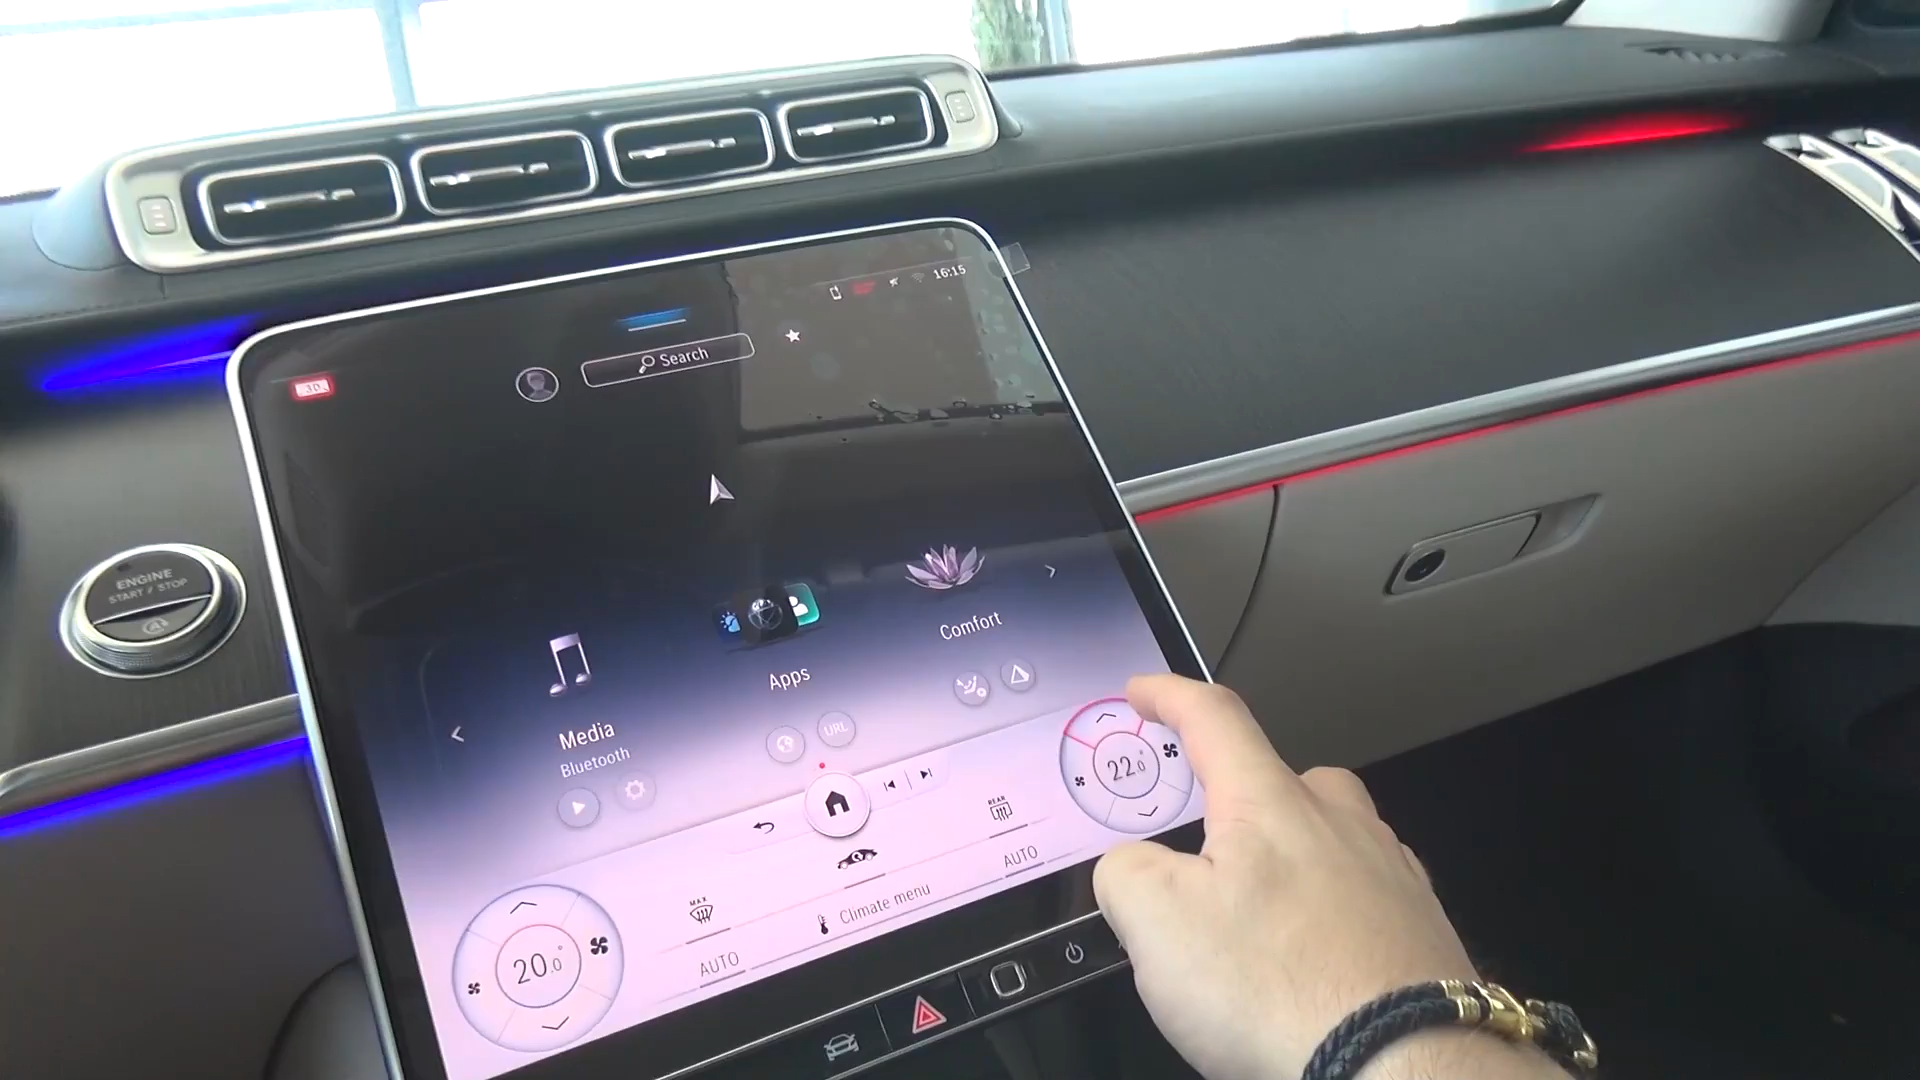 16:15
Search
ENGINE
START / STOP
A
Comfort
Apps
URL
Media
Bluetooth
22.0°
REAR
AUTO
MAX
Climate menu
20.0°
AUTO